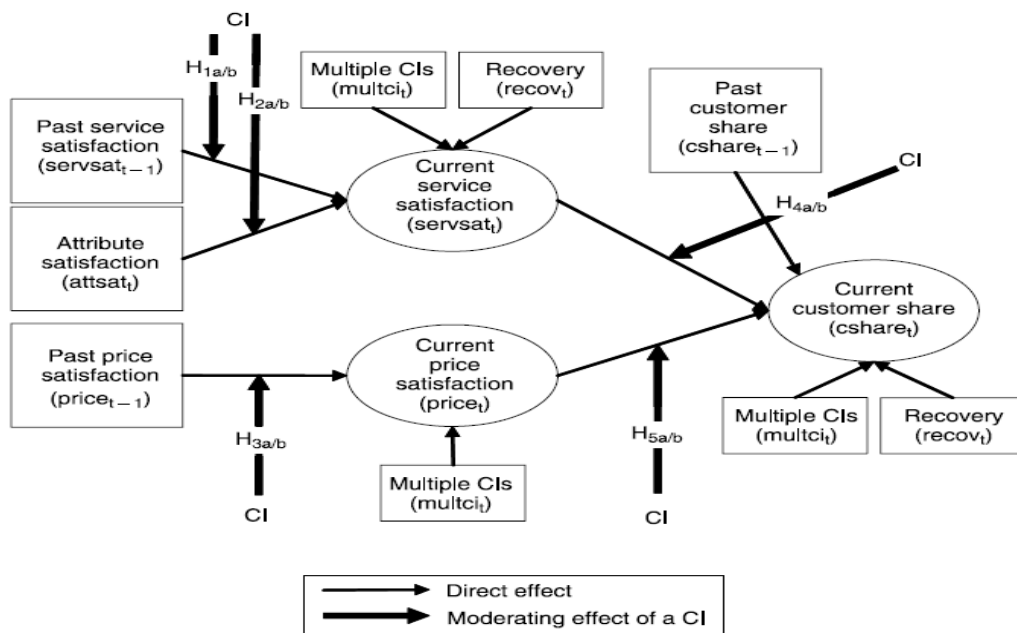 CI
H1a/b
H2a/b
Multiple CIs
(multcit)
Recovery
(recovt)
Past
customer
share
(csharet−1)
CI
Past service
satisfaction
(servsatt−1)
Current
service
satisfaction
(servsatt)
H4a/b
Attribute
satisfaction
(attsatt)
Current
customer share
(csharet)
Past price
satisfaction
(pricet−1)
Current
price
satisfaction
(pricet)
H3a/b
H5a/b
Multiple CIs
(multcit)
Recovery
(recovt)
Multiple CIs
(multcit)
CI
CI
Direct effect
Moderating effect of a CI